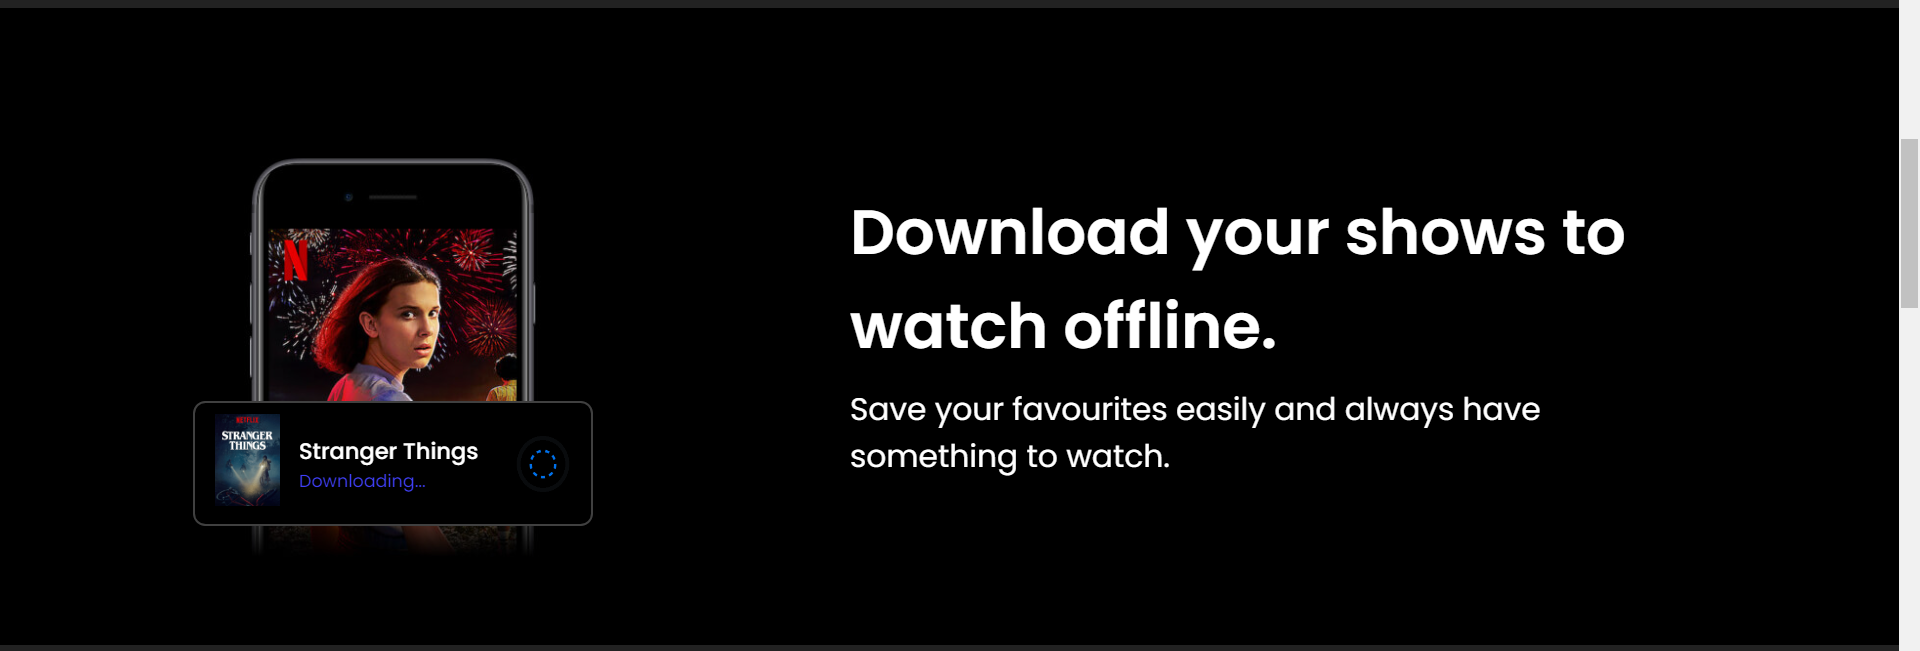 N
NETFLIX
STRANGER
THINGS
Stranger Things
Downloading...
Download your shows to
watch offline.
Save your favourites easily and always have
something to watch.